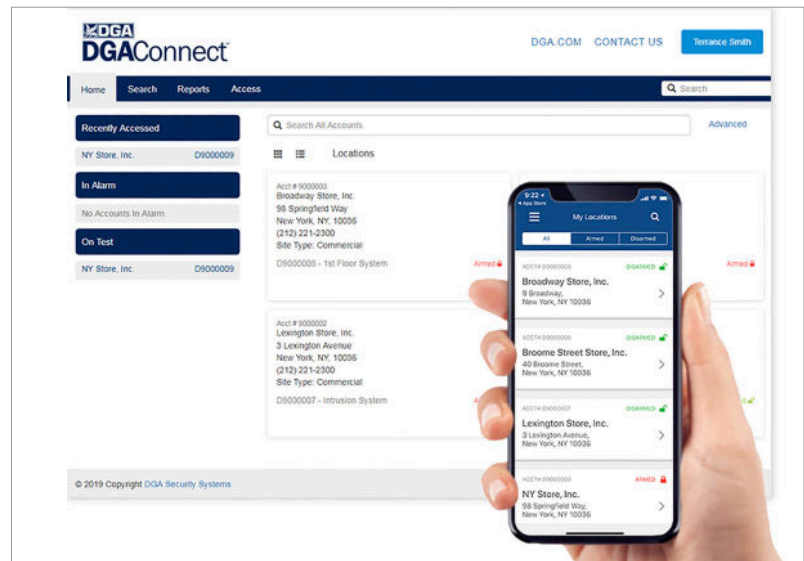 DGA
DGAConnect
DGA.COM CONTACT US Terrance Smith
Home Search Reports Access
Search
Recently Accessed
NY Store, Inc. D9000009
In Alarm
No Accounts In Alarm.
On Test
NY Store, Inc. D9000009
Search All Accounts
Advanced
Locations
Acct # 9000003
Broadway Store, Inc.
98 Springfield Way
New York, NY, 10036
(212) 221-2300
Site Type: Commercial
D9000008 - 1st Floor System Armed
Armed
Acct # 9000002
Lexington Store, Inc.
3 Lexington Avenue
New York, NY, 10036
(212) 221-2300
Site Type: Commercial
D9000007 - Intrusion System
© 2019 Copyright DGA Security Systems
9:22
App Store
My Locations
All Armed Disarmed
DISARMED
Broadway Store, Inc.
9 Broadway,
New York, NY 10036
DISARMED
Broome Street Store, Inc.
40 Broome Street,
New York, NY 10036
DISARMED
Lexington Store, Inc.
3 Lexington Avenue,
New York, NY 10036
ARMED
NY Store, Inc.
98 Springfield Way,
New York, NY 10036